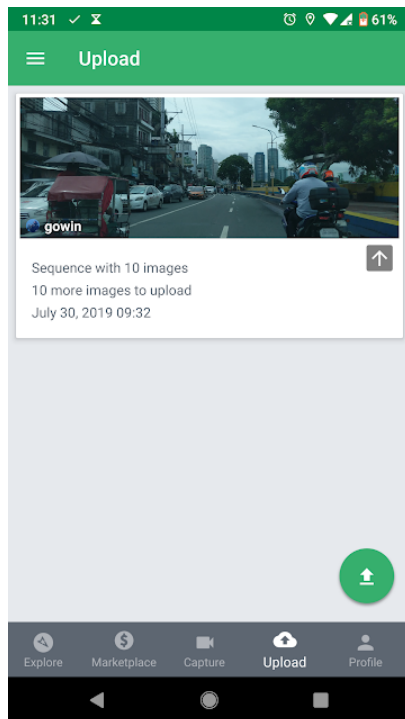 11:31
61%
Upload
gowin
Sequence with 10 images
10 more images to upload
July 30, 2019 09:32
Explore
Marketplace
Capture
Upload
Profile